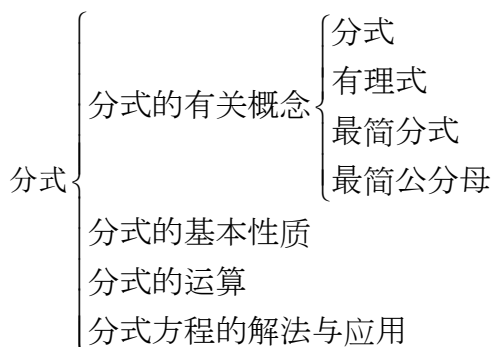 分式
有理式
分式的有关概念
最简分式
最简公分母
分式
分式的基本性质
分式的运算
分式方程的解法与应用